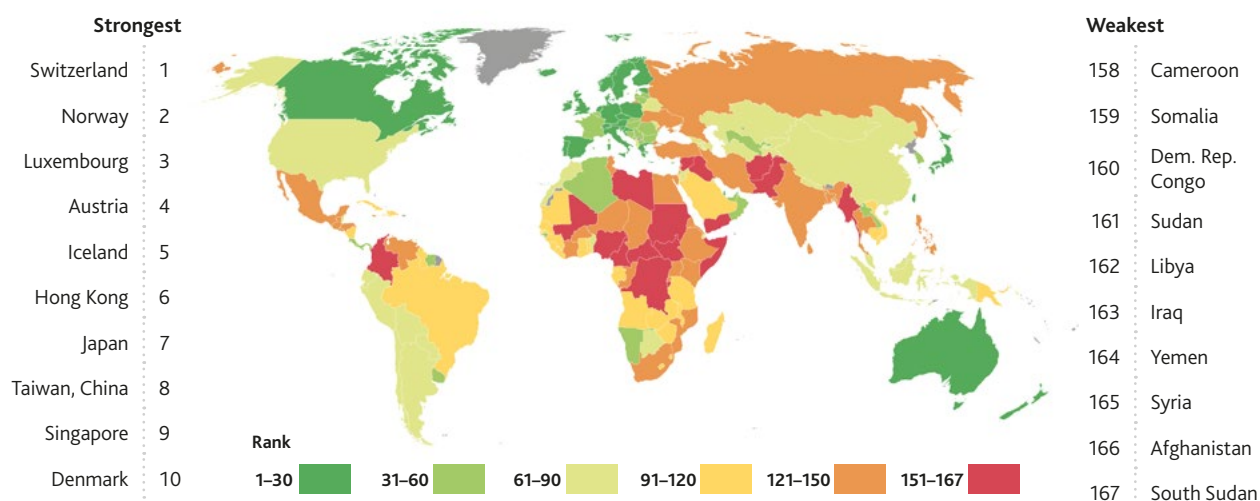 Strongest
Switzerland 1
Norway 2
Luxembourg 3
Austria 4
Iceland 5
Hong Kong 6
Japan 7
Taiwan, China 8
Singapore 9
Denmark 10
Rank
1–30 31–60 61–90 91–120 121–150 151–167
Weakest
158 Cameroon
159 Somalia
160 Dem. Rep.
Congo
161 Sudan
162 Libya
163 Iraq
164 Yemen
165 Syria
166 Afghanistan
167 South Sudan